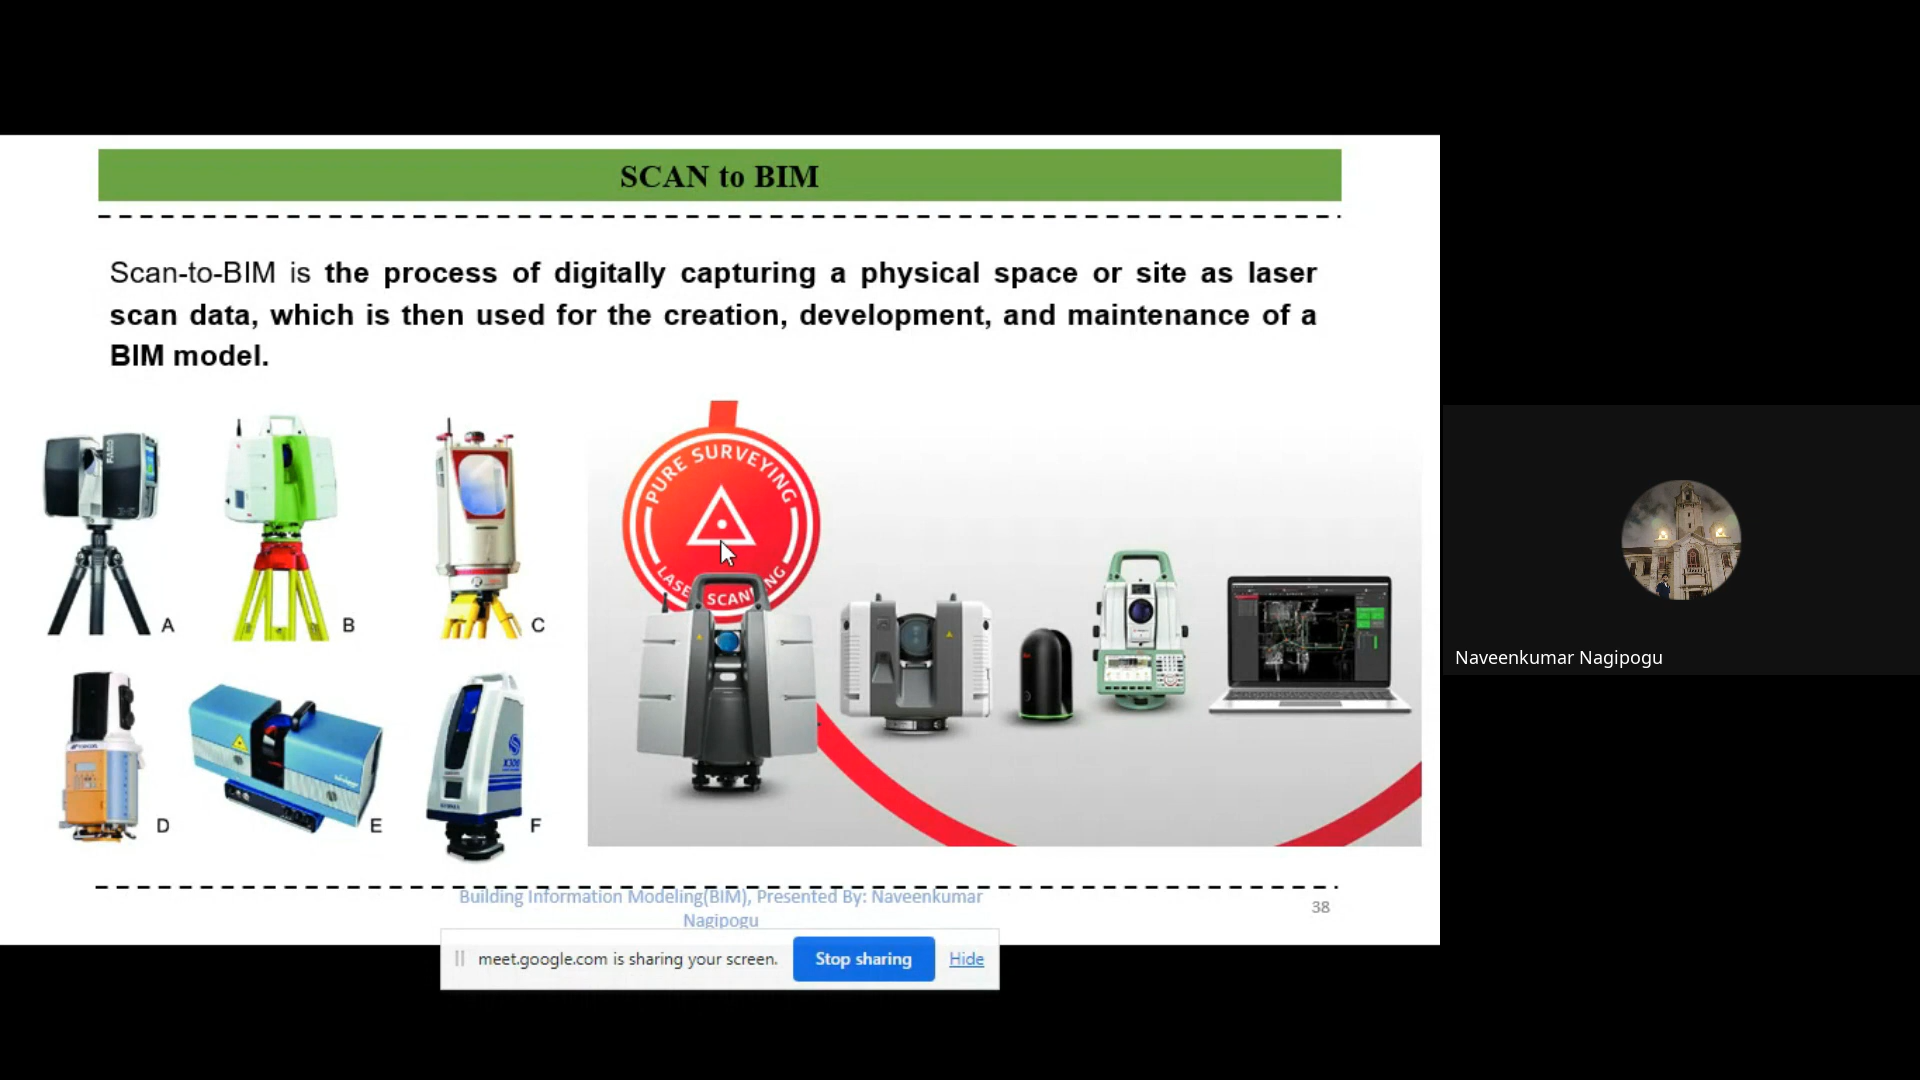 SCAN to BIM
Scan-to-BIM is the process of digitally capturing a physical space or site as laser
scan data, which is then used for the creation, development, and maintenance of a
BIM model.
FARO
A
B
C
PURE SURVEYING
SCAN
D
E
X300
F
Building Information Modeling(BIM), Presented By: Naveenkumar
Nagipogu
38
meet.google.com is sharing your screen.
Stop sharing
Hide
Naveenkumar Nagipogu